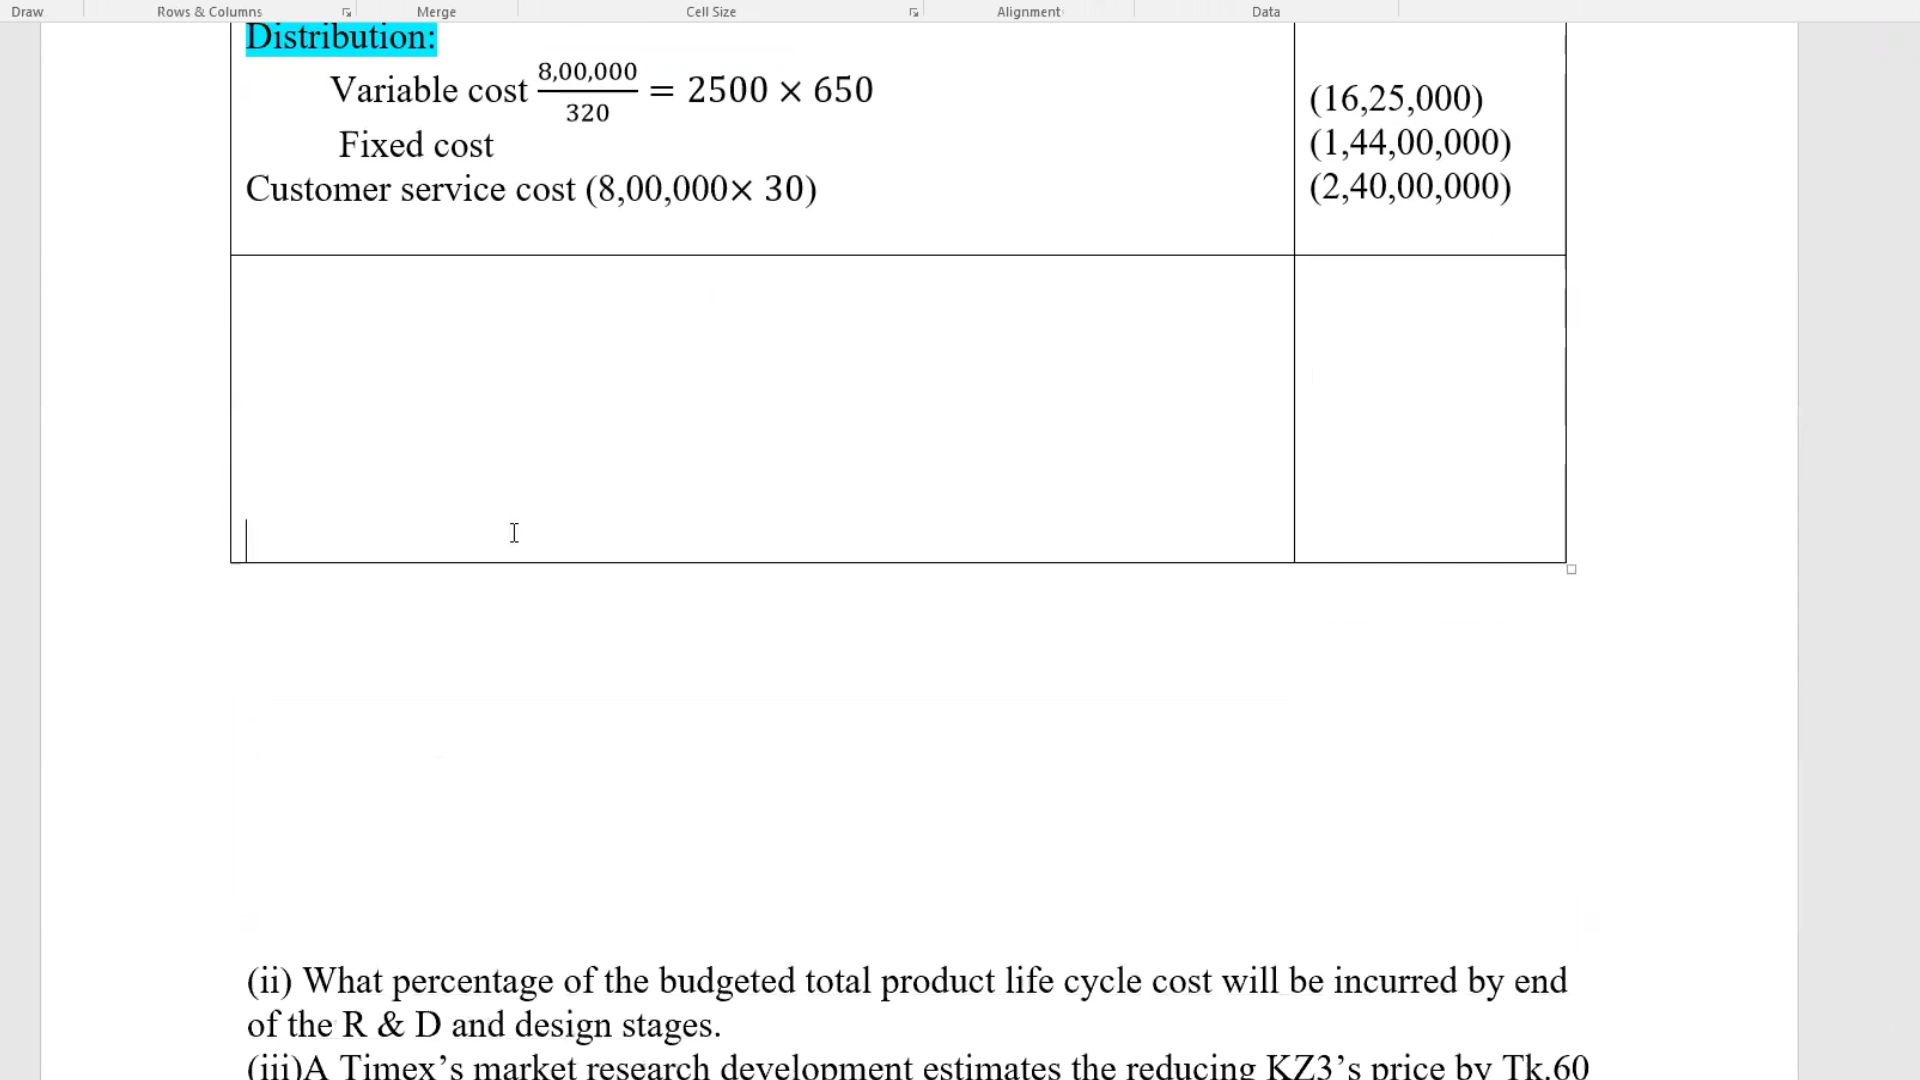 Draw Rows & Columns Merge Cell Size Alignment Data
Distribution:
Variable cost 8,00,000/320 = 2500 × 650 (16,25,000)
Fixed cost (1,44,00,000)
Customer service cost (8,00,000× 30) (2,40,00,000)
(ii) What percentage of the budgeted total product life cycle cost will be incurred by end
of the R & D and design stages.
(iii)A Timex’s market research development estimates the reducing KZ3’s price by Tk.60